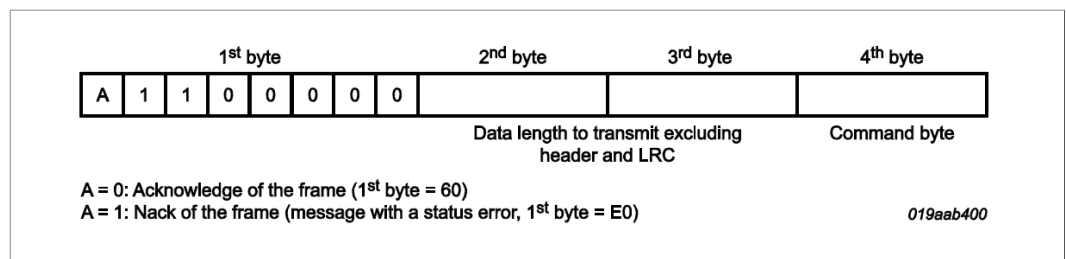 1st byte 2nd byte 3rd byte 4th byte
A 1 1 0 0 0 0 0
Data length to transmit excluding Command byte
header and LRC
A = 0: Acknowledge of the frame (1st byte = 60)
A = 1: Nack of the frame (message with a status error, 1st byte = E0) 019aab400